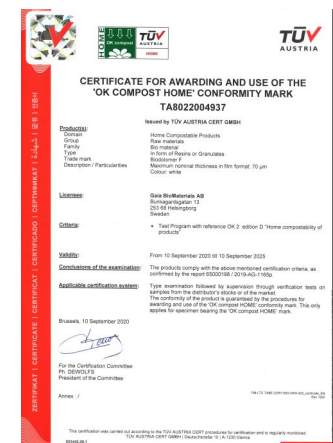 HOME
OK compost
TÜV
AUSTRIA
HOME
TÜV
AUSTRIA
CERTIFICATE FOR AWARDING AND USE OF THE
'OK COMPOST HOME' CONFORMITY MARK
TA8022004937
Issued by TÜV AUSTRIA CERT GMBH
Product(s):
Domain Home Compostable Products
Group Raw materials
Family Bio material
Type In form of Resins or Granulates
Trade mark Biodolomer F
Description / Particularities Maximum nominal thickness in film format: 70 µm
Colour: white
Licensee: Gaia BioMaterials AB
Bunkagårdsgatan 13
253 68 Helsingborg
Sweden
Criteria: • Test Program with reference OK 2 edition D "Home compostability of
products"
Validity: From 10 September 2020 till 10 September 2025
Conclusions of the examination: The products comply with the above mentioned certification criteria, as
confirmed by the report
Applicable certification system: Type examination followed by supervision through verification tests on
samples from the distributor's stocks or of the market.
The conformity of the product is guaranteed by the procedures for
awarding and use of the 'OK compost HOME' conformity mark. This only
applies for specimen bearing the 'OK compost HOME' mark.
Brussels, 10 September 2020
For the Certification Committee
Ph. DEWOLFS
President of the Committee
Annex : /
This certification was carried out according to the TÜV AUSTRIA CERT procedures for certification and is regularly monitored.
TÜV AUSTRIA CERT GMBH | Deutschstraße 10 | A-1230 Vienna
ZERTIFIKAT | CERTIFICATE | CERTIFICAT | CERTIFICADO | СЕРТИФИКАТ